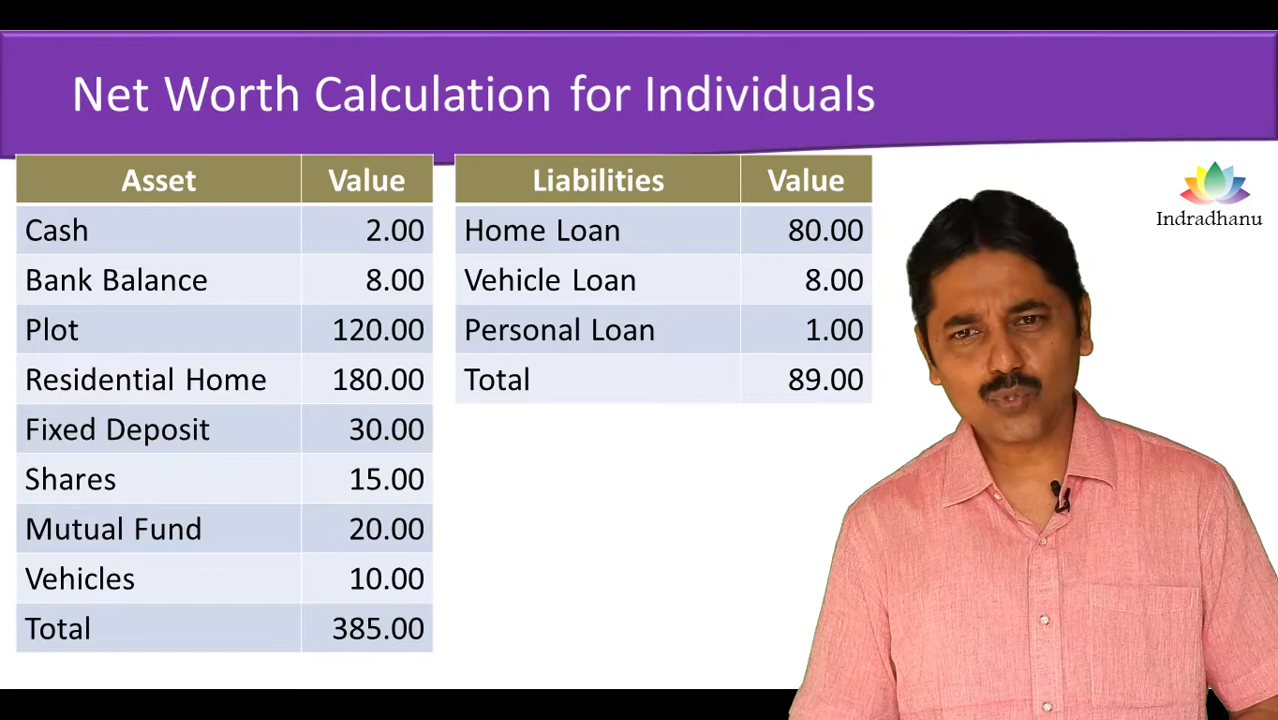 Net Worth Calculation for Individuals
Asset Value
Cash 2.00
Bank Balance 8.00
Plot 120.00
Residential Home 180.00
Fixed Deposit 30.00
Shares 15.00
Mutual Fund 20.00
Vehicles 10.00
Total 385.00
Liabilities Value
Home Loan 80.00
Vehicle Loan 8.00
Personal Loan 1.00
Total 89.00
Indradhanu